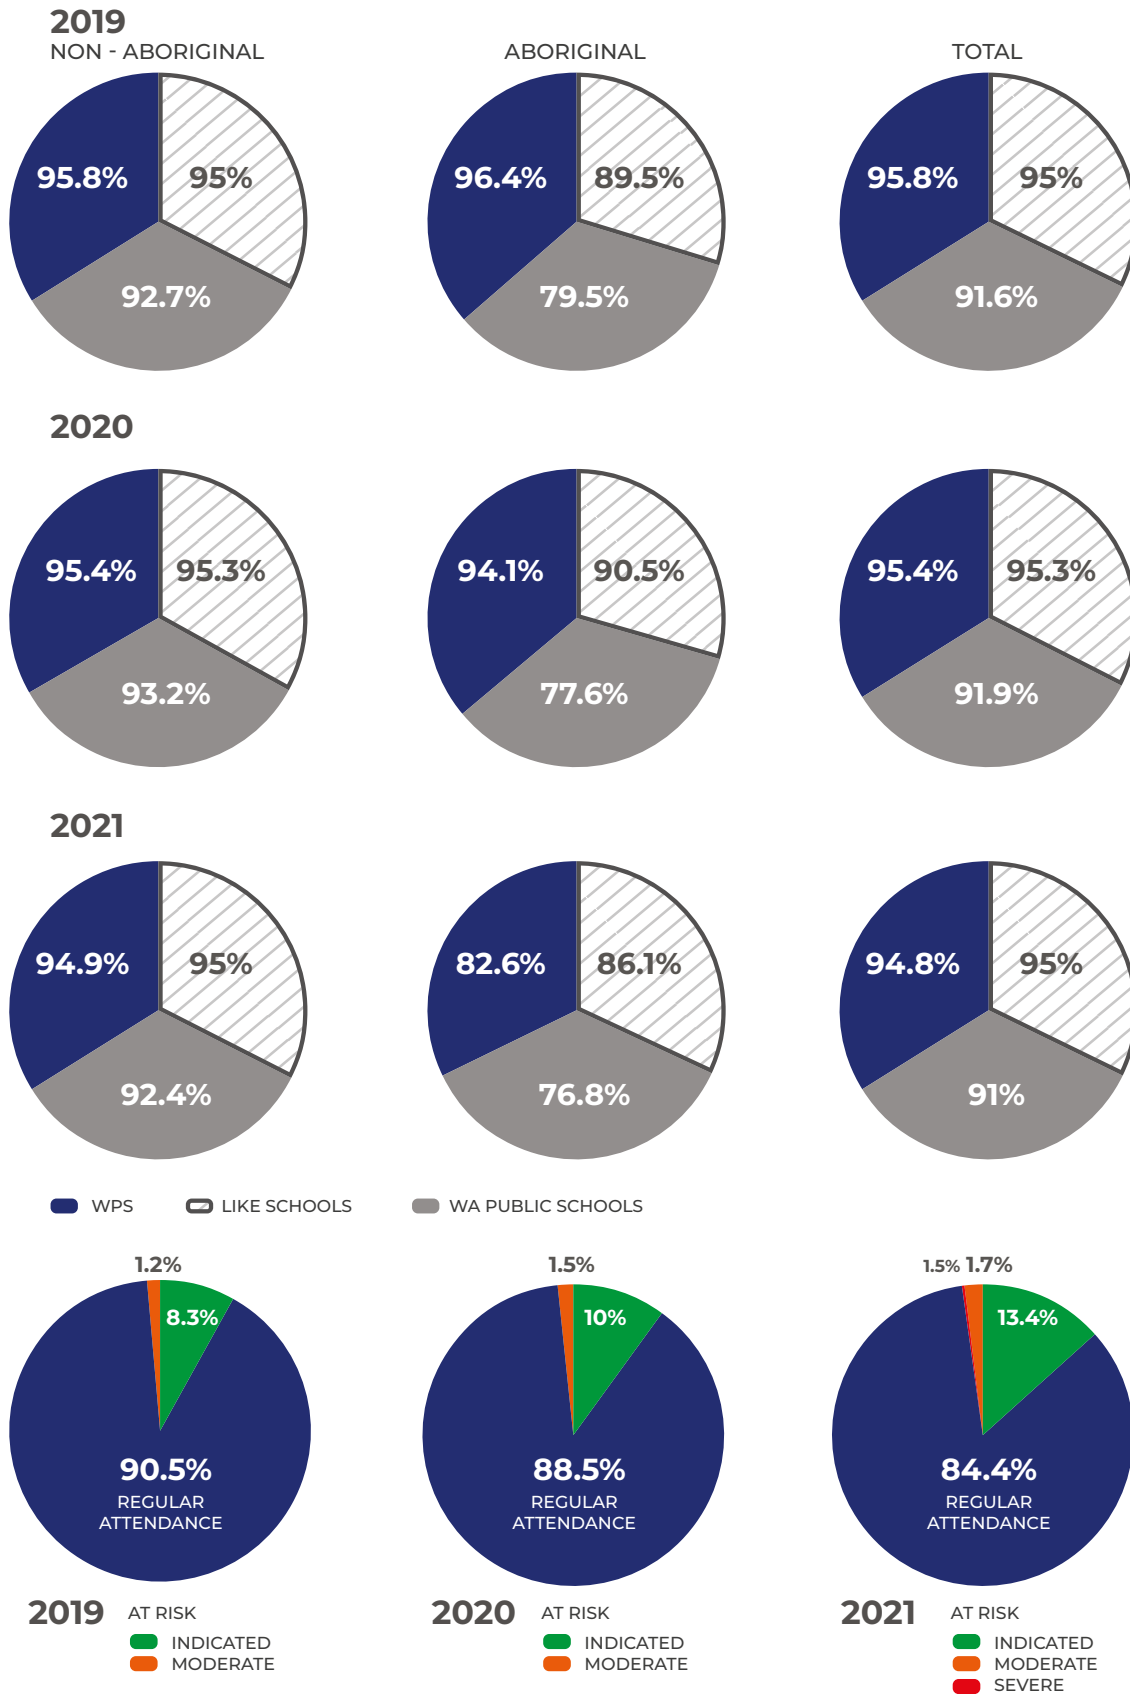 2019
NON - ABORIGINAL ABORIGINAL TOTAL
95.8% 95% 96.4% 89.5% 95.8% 95%
92.7% 79.5% 91.6%
2020
95.4% 95.3% 94.1% 90.5% 95.4% 95.3%
93.2% 77.6% 91.9%
2021
94.9% 95% 82.6% 86.1% 94.8% 95%
92.4% 76.8% 91%
WPS LIKE SCHOOLS WA PUBLIC SCHOOLS
1.2% 1.5% 1.5% 1.7%
8.3% 10% 13.4%
90.5% 88.5% 84.4%
REGULAR REGULAR REGULAR
ATTENDANCE ATTENDANCE ATTENDANCE
2019 AT RISK 2020 AT RISK 2021 AT RISK
INDICATED INDICATED INDICATED
MODERATE MODERATE MODERATE
SEVERE